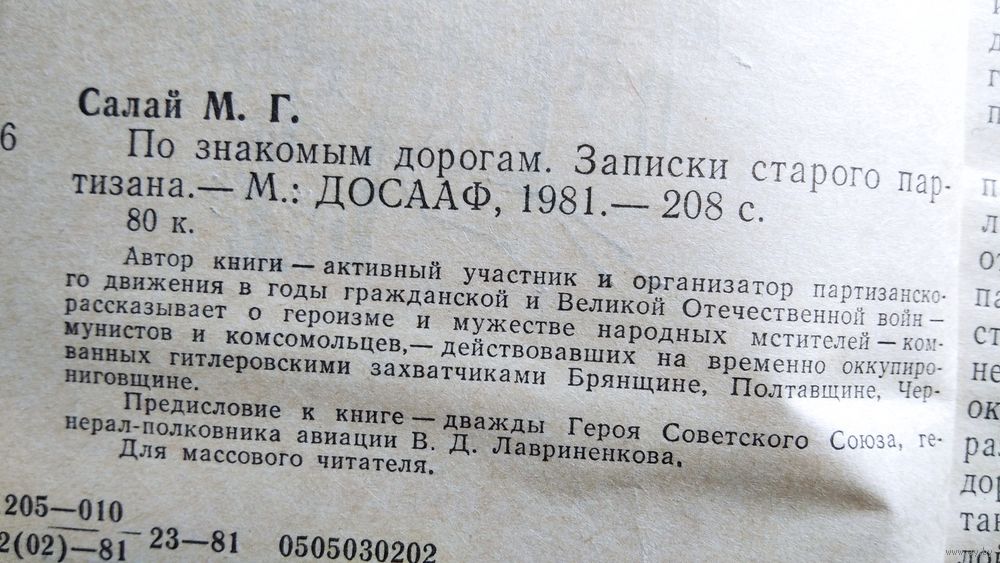 Салай М. Г.
6
По знакомым дорогам. Записки старого пар-
тизана.— М.: ДОСААФ, 1981.— 208 с.
80 к.
Автор книги — активный участник и организатор партизанско-
го движения в годы гражданской и Великой Отечественной войн —
рассказывает о героизме и мужестве народных мстителей — ком-
мунистов и комсомольцев,— действовавших на временно оккупиро-
ванных гитлеровскими захватчиками Брянщине, Полтавщине, Чер-
ниговщине.
Предисловие к книге — дважды Героя Советского Союза, ге-
нерал-полковника авиации В. Д. Лавриненкова.
Для массового читателя.
205—010
2(02)—81 23—81 0505030202